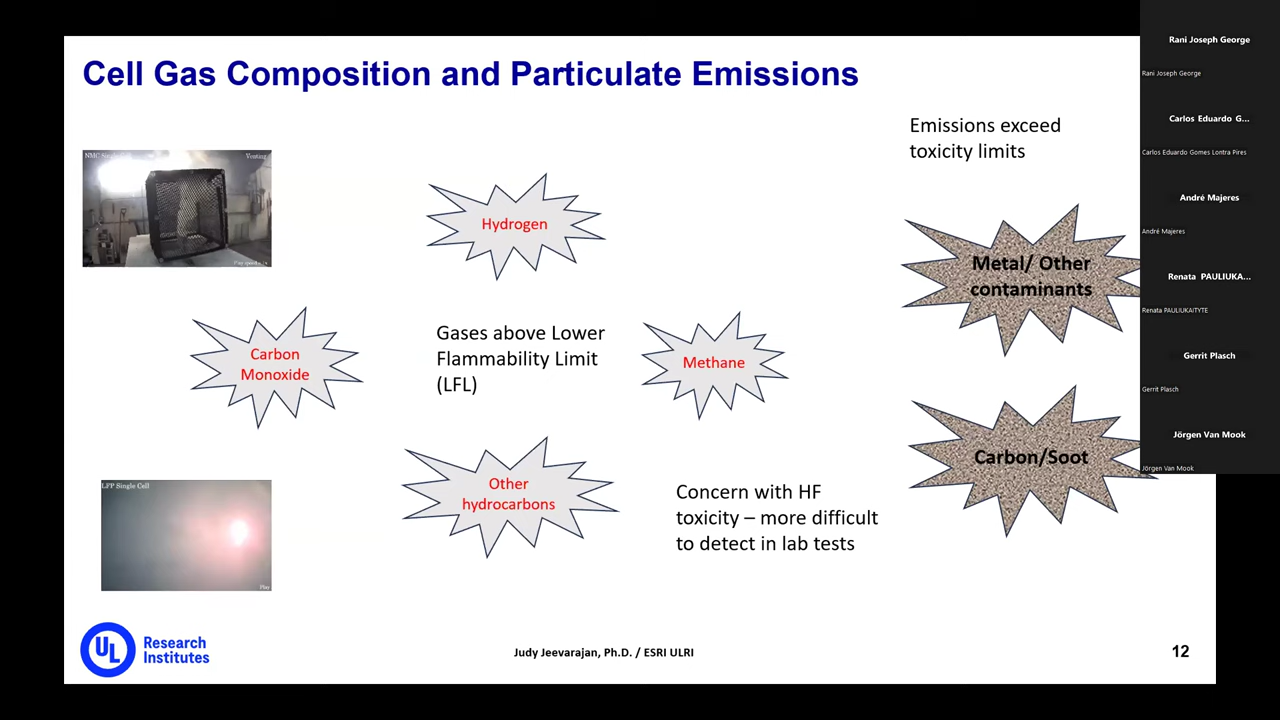 Cell Gas Composition and Particulate Emissions
NMC Single Cell
Venting
Emissions exceed
toxicity limits
Hydrogen
Metal/ Other
contaminants
Carbon
Monoxide
Gases above Lower
Flammability Limit
(LFL)
Methane
Other
hydrocarbons
Carbon/Soot
LFP Single Cell
Concern with HF
toxicity – more difficult
to detect in lab tests
UL
Research
Institutes
Judy Jeevarajan, Ph.D. / ESRI ULRI
12
Rani Joseph George
Rani Joseph George
Carlos Eduardo G...
Carlos Eduardo Gomes Lontra Pires
André Majeres
André Majeres
Renata PAULIUKA...
Renata PAULIUKAITYTE
Gerrit Plasch
Gerrit Plasch
Jörgen Van Mook
Jörgen Van Mook